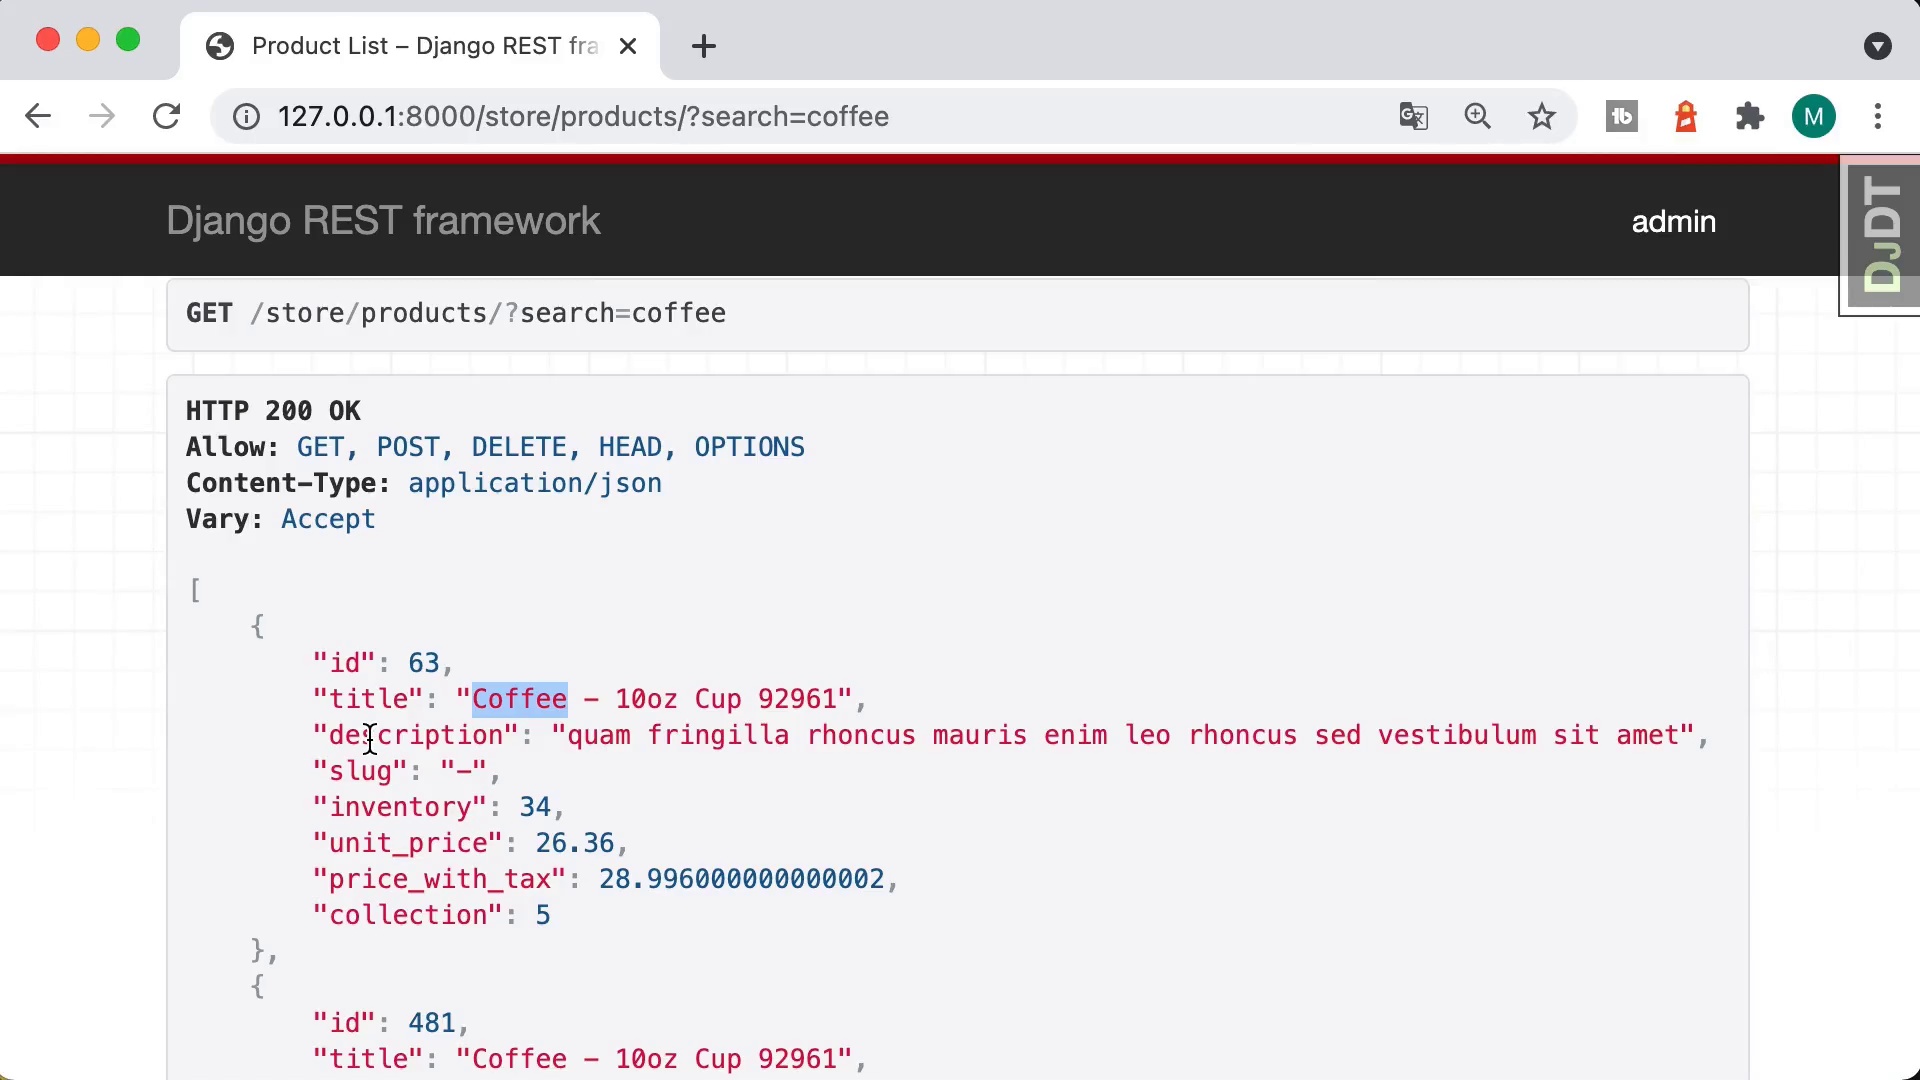 Product List – Django REST fra
127.0.0.1:8000/store/products/?search=coffee
M
Django REST framework
admin
DJDT
GET /store/products/?search=coffee
HTTP 200 OK
Allow: GET, POST, DELETE, HEAD, OPTIONS
Content-Type: application/json
Vary: Accept
[
{
"id": 63,
"title": "Coffee - 10oz Cup 92961",
"description": "quam fringilla rhoncus mauris enim leo rhoncus sed vestibulum sit amet",
"slug": "-",
"inventory": 34,
"unit_price": 26.36,
"price_with_tax": 28.996000000000002,
"collection": 5
},
{
"id": 481,
"title": "Coffee - 10oz Cup 92961",